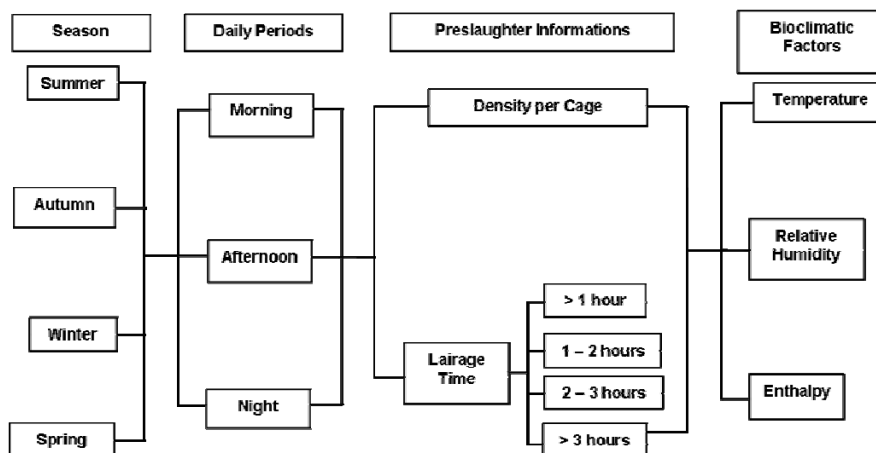 Season
Daily Periods
Preslaughter Informations
Bioclimatic
Factors
Summer
Autumn
Winter
Spring
Morning
Afternoon
Night
Density per Cage
Lairage
Time
> 1 hour
1 – 2 hours
2 – 3 hours
> 3 hours
Temperature
Relative
Humidity
Enthalpy